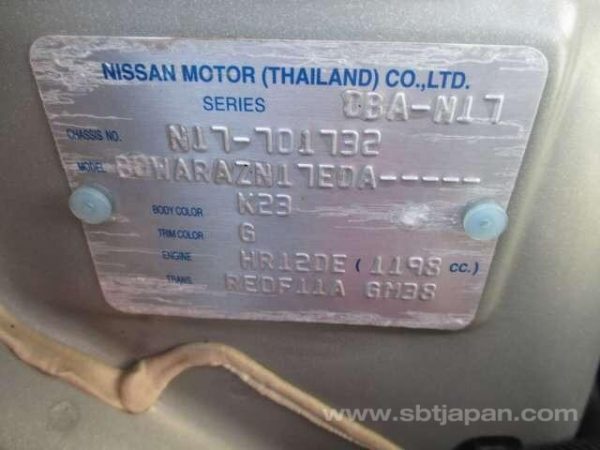 NISSAN MOTOR (THAILAND) CO.,LTD.
SERIES DBA-N17
CHASSIS NO. N17-701732
MODEL BGWARAZN17EDA-----
BODY COLOR K23
TRIM COLOR G
ENGINE HR12DE ( 1198 cc.)
TRANS. RE0F11A GM38
www.sbtjapan.com